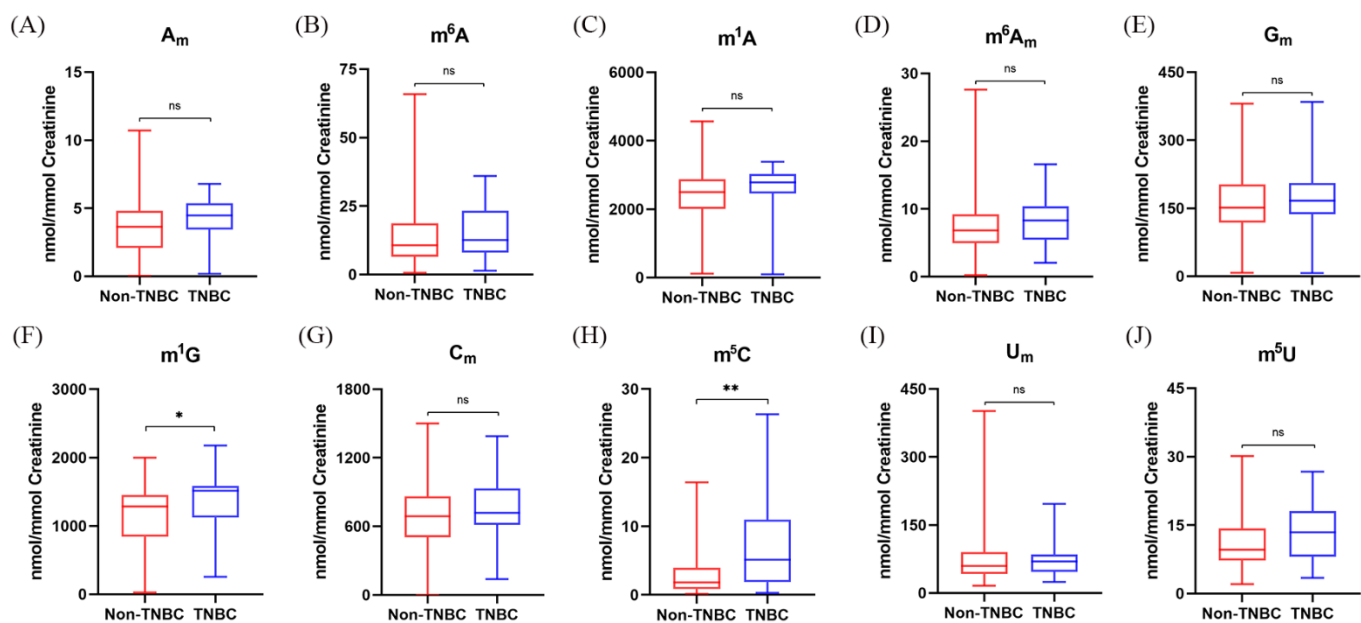 (A) Aₘ
nmol/mmol Creatinine
15
10
5
0
ns
Non-TNBC TNBC
(B) m⁶A
nmol/mmol Creatinine
75
50
25
0
ns
Non-TNBC TNBC
(C) m¹A
nmol/mmol Creatinine
6000
4000
2000
0
ns
Non-TNBC TNBC
(D) m⁶Aₘ
nmol/mmol Creatinine
30
20
10
0
ns
Non-TNBC TNBC
(E) Gₘ
nmol/mmol Creatinine
450
300
150
0
ns
Non-TNBC TNBC
(F) m¹G
nmol/mmol Creatinine
3000
2000
1000
0
*
Non-TNBC TNBC
(G) Cₘ
nmol/mmol Creatinine
1800
1200
600
0
ns
Non-TNBC TNBC
(H) m⁵C
nmol/mmol Creatinine
30
20
10
0
**
Non-TNBC TNBC
(I) Uₘ
nmol/mmol Creatinine
450
300
150
0
ns
Non-TNBC TNBC
(J) m⁵U
nmol/mmol Creatinine
45
30
15
0
ns
Non-TNBC TNBC